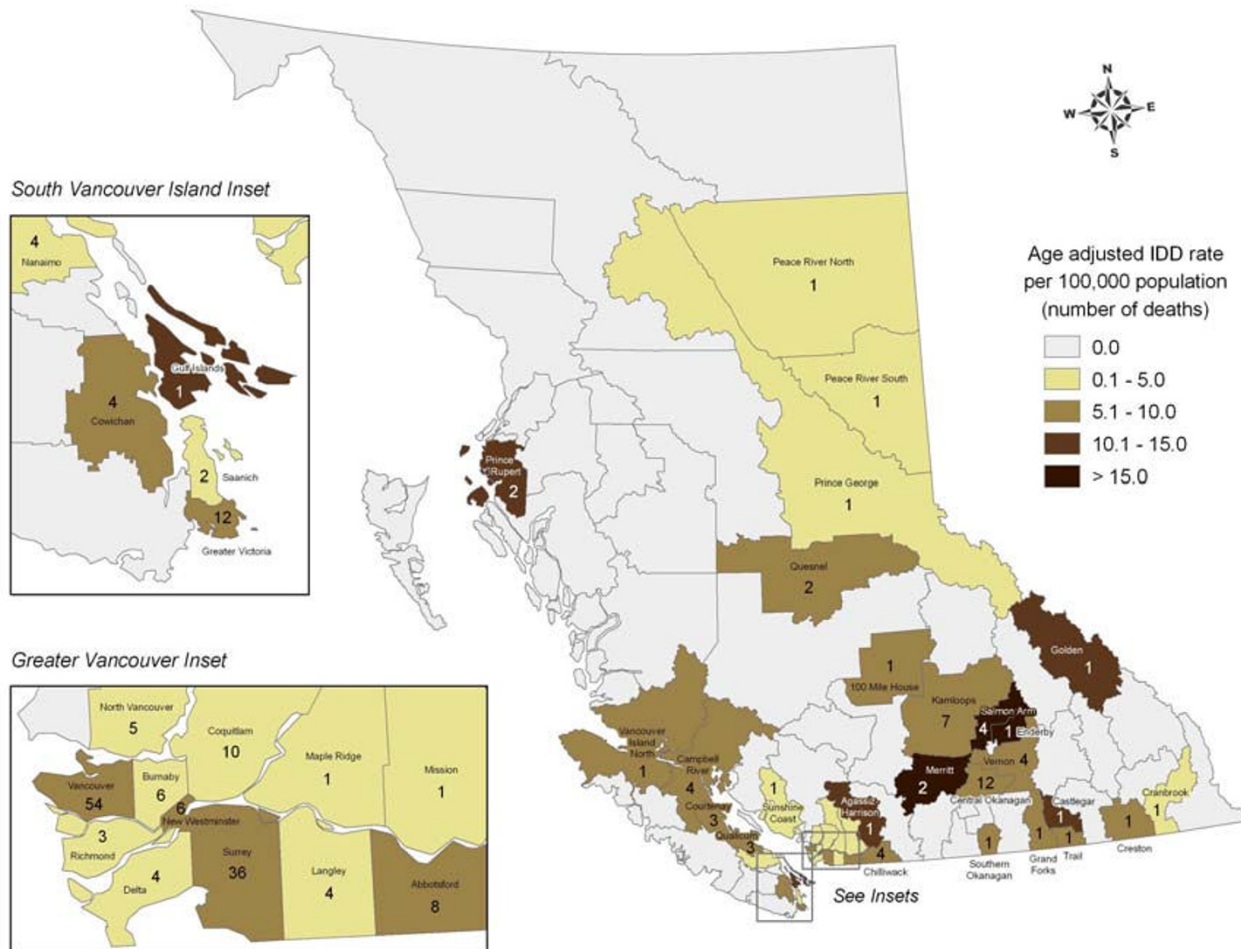 N
W E
S
South Vancouver Island Inset
4
Nanaimo
Gulf Islands
1
4
Cowichan
2
Saanich
12
Greater Victoria
Greater Vancouver Inset
North Vancouver
5
Coquitlam
10
Maple Ridge
1
Mission
1
Vancouver
54
Burnaby
6
6
New Westminster
3
Richmond
4
Delta
Surrey
36
Langley
4
Abbotsford
8
Age adjusted IDD rate
per 100,000 population
(number of deaths)
0.0
0.1 - 5.0
5.1 - 10.0
10.1 - 15.0
> 15.0
Peace River North
1
Peace River South
1
Prince George
1
Prince
Rupert
2
Quesnel
2
Golden
1
1
100 Mile House
Kamloops
7
Salmon Arm
4
1
Enderby
Vernon
4
Merritt
2
12
Central Okanagan
Vancouver
Island North
1
Campbell
River
4
Courtenay
3
Qualicum
3
1
Sunshine
Coast
Agassiz-
Harrison
1
4
Chilliwack
1
Southern
Okanagan
1
Grand
Forks
Castlegar
1
1
Trail
1
Creston
Cranbrook
1
See Insets